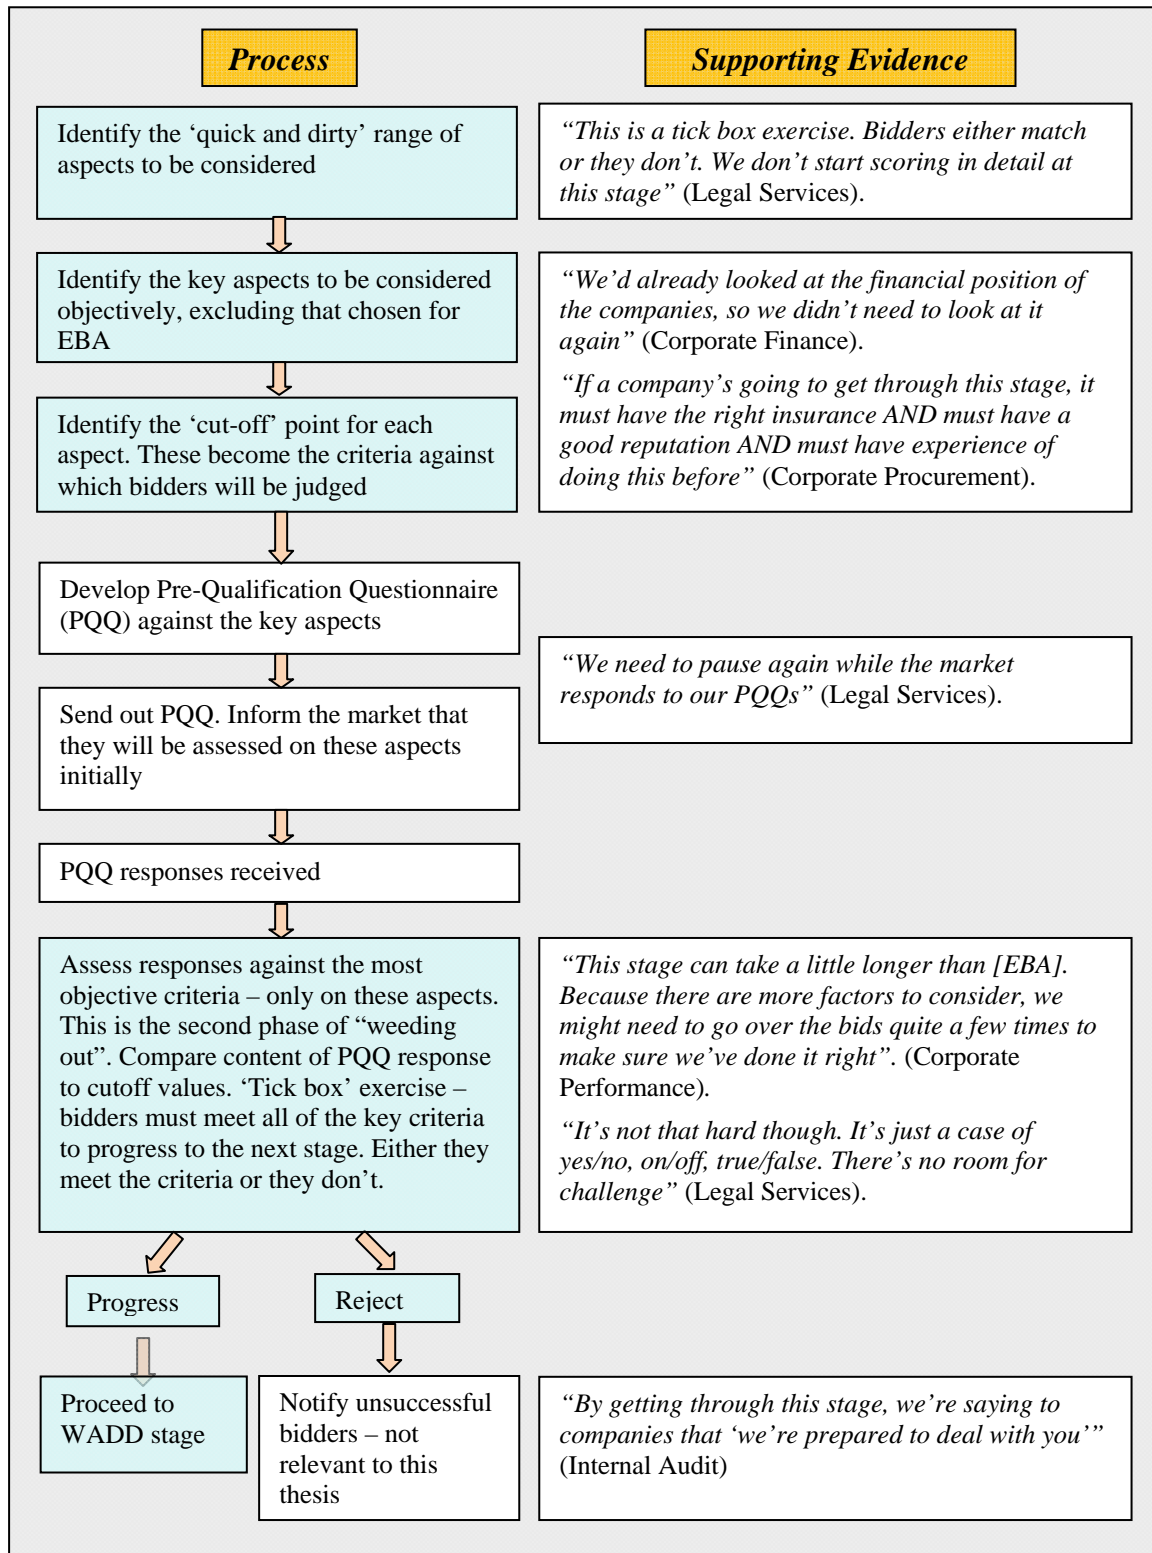 Process
Supporting Evidence
Identify the ‘quick and dirty’ range of
aspects to be considered
“This is a tick box exercise. Bidders either match
or they don’t. We don’t start scoring in detail at
this stage” (Legal Services).
Identify the key aspects to be considered
objectively, excluding that chosen for
EBA
“We’d already looked at the financial position of
the companies, so we didn’t need to look at it
again” (Corporate Finance).
“If a company’s going to get through this stage, it
must have the right insurance AND must have a
good reputation AND must have experience of
doing this before” (Corporate Procurement).
Identify the ‘cut-off’ point for each
aspect. These become the criteria against
which bidders will be judged
Develop Pre-Qualification Questionnaire
(PQQ) against the key aspects
“We need to pause again while the market
responds to our PQQs” (Legal Services).
Send out PQQ. Inform the market that
they will be assessed on these aspects
initially
PQQ responses received
Assess responses against the most
objective criteria – only on these aspects.
This is the second phase of “weeding
out”. Compare content of PQQ response
to cutoff values. ‘Tick box’ exercise –
bidders must meet all of the key criteria
to progress to the next stage. Either they
meet the criteria or they don’t.
“This stage can take a little longer than [EBA].
Because there are more factors to consider, we
might need to go over the bids quite a few times to
make sure we’ve done it right”. (Corporate
Performance).
“It’s not that hard though. It’s just a case of
yes/no, on/off, true/false. There’s no room for
challenge” (Legal Services).
Progress
Reject
Proceed to
WADD stage
Notify unsuccessful
bidders – not
relevant to this
thesis
“By getting through this stage, we’re saying to
companies that ‘we’re prepared to deal with you’”
(Internal Audit)